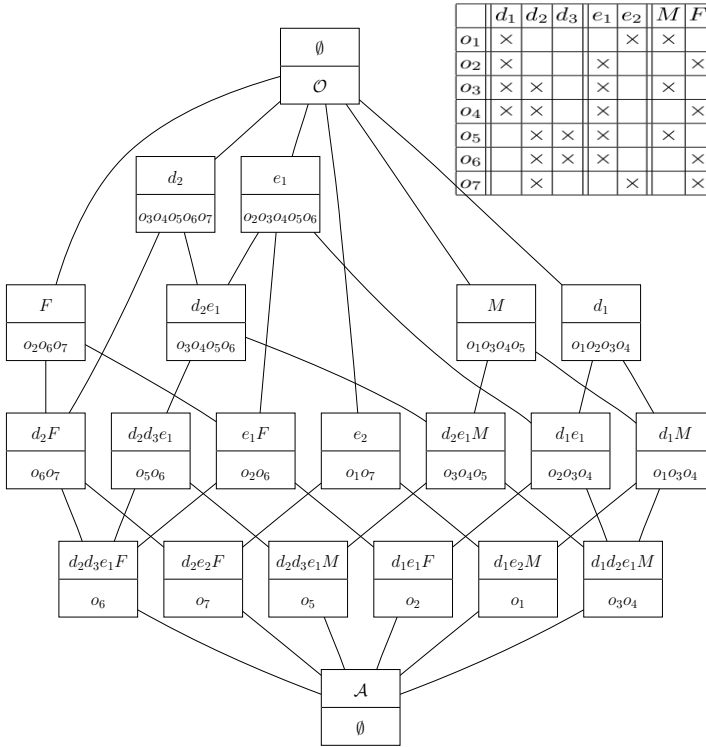 ∅
𝒪
d₁ d₂ d₃ e₁ e₂ M F
o₁ × × ×
o₂ × × ×
o₃ × × × ×
o₄ × × × ×
o₅ × × × ×
o₆ × × × ×
o₇ × × ×
d₂
o₃o₄o₅o₆o₇
e₁
o₂o₃o₄o₅o₆
F
o₂o₆o₇
d₂e₁
o₃o₄o₅o₆
M
o₁o₃o₄o₅
d₁
o₁o₂o₃o₄
d₂F
o₆o₇
d₂d₃e₁
o₅o₆
e₁F
o₂o₆
e₂
o₁o₇
d₂e₁M
o₃o₄o₅
d₁e₁
o₂o₃o₄
d₁M
o₁o₃o₄
d₂d₃e₁F
o₆
d₂e₂F
o₇
d₂d₃e₁M
o₅
d₁e₁F
o₂
d₁e₂M
o₁
d₁d₂e₁M
o₃o₄
𝒜
∅